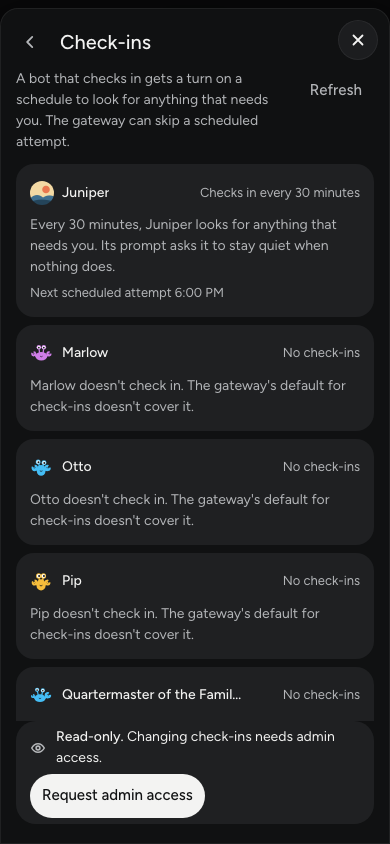 Check-ins
A bot that checks in gets a turn on a
schedule to look for anything that needs
you. The gateway can skip a scheduled
attempt.
Refresh
Juniper
Checks in every 30 minutes
Every 30 minutes, Juniper looks for anything that
needs you. Its prompt asks it to stay quiet when
nothing does.
Next scheduled attempt 6:00 PM
Marlow
No check-ins
Marlow doesn't check in. The gateway's default for
check-ins doesn't cover it.
Otto
No check-ins
Otto doesn't check in. The gateway's default for
check-ins doesn't cover it.
Pip
No check-ins
Pip doesn't check in. The gateway's default for
check-ins doesn't cover it.
Quartermaster of the Famil...
No check-ins
Read-only. Changing check-ins needs admin
access.
Request admin access